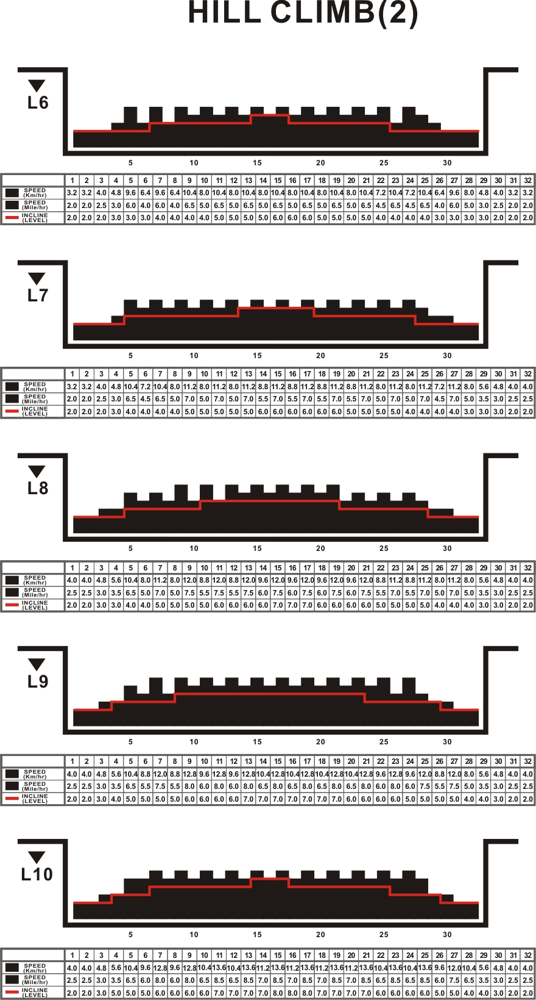 HILL CLIMB(2)
L6
5 10 15 20 25 30
1 2 3 4 5 6 7 8 9 10 11 12 13 14 15 16 17 18 19 20 21 22 23 24 25 26 27 28 29 30 31 32
SPEED (Km/hr) 3.2 3.2 4.0 4.8 9.6 6.4 9.6 6.4 10.4 8.0 10.4 8.0 10.4 8.0 10.4 8.0 10.4 8.0 10.4 8.0 10.4 7.2 10.4 7.2 10.4 6.4 9.6 8.0 4.8 4.0 3.2 3.2
SPEED (Mile/hr) 2.0 2.0 2.5 3.0 6.0 4.0 6.0 4.0 6.5 5.0 6.5 5.0 6.5 5.0 6.5 5.0 6.5 5.0 6.5 5.0 6.5 4.5 6.5 4.5 6.5 4.0 6.0 5.0 3.0 2.5 2.0 2.0
INCLINE (LEVEL) 2.0 2.0 2.0 3.0 3.0 3.0 4.0 4.0 4.0 4.0 5.0 5.0 5.0 5.0 6.0 6.0 6.0 5.0 5.0 5.0 5.0 4.0 4.0 4.0 4.0 3.0 3.0 3.0 3.0 2.0 2.0 2.0
L7
5 10 15 20 25 30
1 2 3 4 5 6 7 8 9 10 11 12 13 14 15 16 17 18 19 20 21 22 23 24 25 26 27 28 29 30 31 32
SPEED (Km/hr) 3.2 3.2 4.0 4.8 10.4 7.2 10.4 8.0 11.2 8.0 11.2 8.0 11.2 8.8 11.2 8.8 11.2 8.8 11.2 8.8 11.2 8.0 11.2 8.0 11.2 7.2 11.2 8.0 5.6 4.8 4.0 4.0
SPEED (Mile/hr) 2.0 2.0 2.5 3.0 6.5 4.5 6.5 5.0 7.0 5.0 7.0 5.0 7.0 5.5 7.0 5.5 7.0 5.5 7.0 5.5 7.0 5.0 7.0 5.0 7.0 4.5 7.0 5.0 3.5 3.0 2.5 2.5
INCLINE (LEVEL) 2.0 2.0 2.0 3.0 4.0 4.0 4.0 4.0 5.0 5.0 5.0 5.0 5.0 6.0 6.0 6.0 6.0 6.0 6.0 5.0 5.0 5.0 5.0 4.0 4.0 4.0 4.0 3.0 3.0 3.0 2.0 2.0
L8
5 10 15 20 25 30
1 2 3 4 5 6 7 8 9 10 11 12 13 14 15 16 17 18 19 20 21 22 23 24 25 26 27 28 29 30 31 32
SPEED (Km/hr) 4.0 4.0 4.8 5.6 10.4 8.0 11.2 8.0 12.0 8.8 12.0 8.8 12.0 9.6 12.0 9.6 12.0 9.6 12.0 9.6 12.0 8.8 11.2 8.8 11.2 8.0 11.2 8.0 5.6 4.8 4.0 4.0
SPEED (Mile/hr) 2.5 2.5 3.0 3.5 6.5 5.0 7.0 5.0 7.5 5.5 7.5 5.5 7.5 6.0 7.5 6.0 7.5 6.0 7.5 6.0 7.5 5.5 7.0 5.5 7.0 5.0 7.0 5.0 3.5 3.0 2.5 2.5
INCLINE (LEVEL) 2.0 2.0 3.0 3.0 4.0 4.0 5.0 5.0 5.0 5.0 6.0 6.0 6.0 6.0 7.0 7.0 7.0 6.0 6.0 6.0 6.0 5.0 5.0 5.0 5.0 4.0 4.0 4.0 3.0 3.0 2.0 2.0
L9
5 10 15 20 25 30
1 2 3 4 5 6 7 8 9 10 11 12 13 14 15 16 17 18 19 20 21 22 23 24 25 26 27 28 29 30 31 32
SPEED (Km/hr) 4.0 4.0 4.8 5.6 10.4 8.8 12.0 8.8 12.8 9.6 12.8 9.6 12.8 10.4 12.8 10.4 12.8 10.4 12.8 10.4 12.8 9.6 12.8 9.6 12.0 8.8 12.0 8.0 5.6 4.8 4.0 4.0
SPEED (Mile/hr) 2.5 2.5 3.0 3.5 6.5 5.5 7.5 5.5 8.0 6.0 8.0 6.0 8.0 6.5 8.0 6.5 8.0 6.5 8.0 6.5 8.0 6.0 8.0 6.0 7.5 5.5 7.5 5.0 3.5 3.0 2.5 2.5
INCLINE (LEVEL) 2.0 2.0 3.0 4.0 5.0 5.0 5.0 5.0 6.0 6.0 6.0 6.0 7.0 7.0 7.0 7.0 7.0 7.0 7.0 6.0 6.0 6.0 6.0 5.0 5.0 5.0 5.0 4.0 4.0 3.0 2.0 2.0
L10
5 10 15 20 25 30
1 2 3 4 5 6 7 8 9 10 11 12 13 14 15 16 17 18 19 20 21 22 23 24 25 26 27 28 29 30 31 32
SPEED (Km/hr) 4.0 4.0 4.8 5.6 10.4 9.6 12.8 9.6 12.8 10.4 13.6 10.4 13.6 11.2 13.6 11.2 13.6 11.2 13.6 11.2 13.6 10.4 13.6 10.4 13.6 9.6 12.0 10.4 5.6 4.8 4.0 4.0
SPEED (Mile/hr) 2.5 2.5 3.0 3.5 6.5 6.0 8.0 6.0 8.0 6.5 8.5 6.5 8.5 7.0 8.5 7.0 8.5 7.0 8.5 7.0 8.5 6.5 8.5 6.5 8.5 6.0 7.5 6.5 3.5 3.0 2.5 2.5
INCLINE (LEVEL) 2.0 2.0 3.0 5.0 5.0 5.0 6.0 6.0 6.0 6.0 7.0 7.0 7.0 7.0 8.0 8.0 8.0 7.0 7.0 7.0 7.0 6.0 6.0 6.0 6.0 5.0 5.0 4.0 4.0 3.0 2.0 2.0